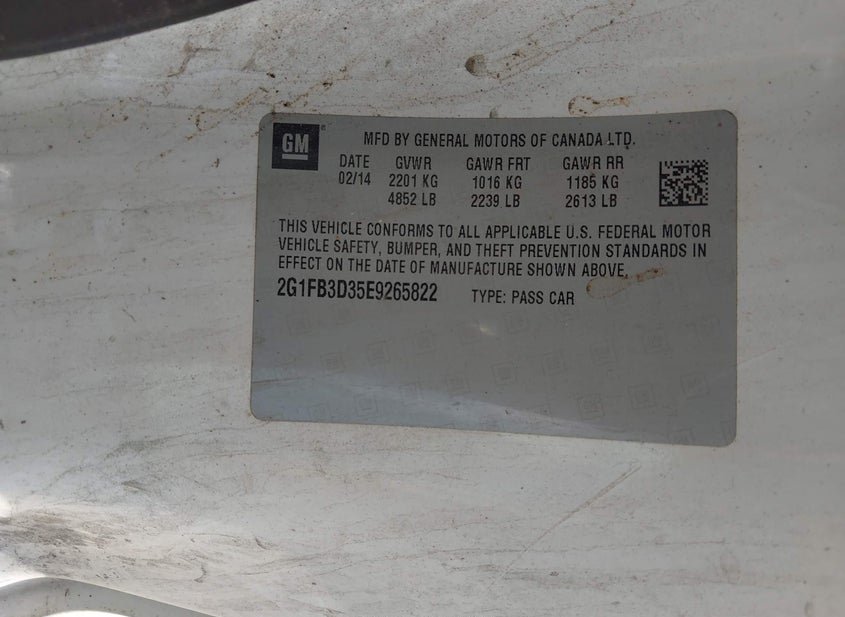 GM ® MFD BY GENERAL MOTORS OF CANADA LTD.
DATE GVWR GAWR FRT GAWR RR
02/14 2201 KG 1016 KG 1185 KG
4852 LB 2239 LB 2613 LB
THIS VEHICLE CONFORMS TO ALL APPLICABLE U.S. FEDERAL MOTOR
VEHICLE SAFETY, BUMPER, AND THEFT PREVENTION STANDARDS IN
EFFECT ON THE DATE OF MANUFACTURE SHOWN ABOVE.
2G1FB3D35E9265822 TYPE: PASS CAR